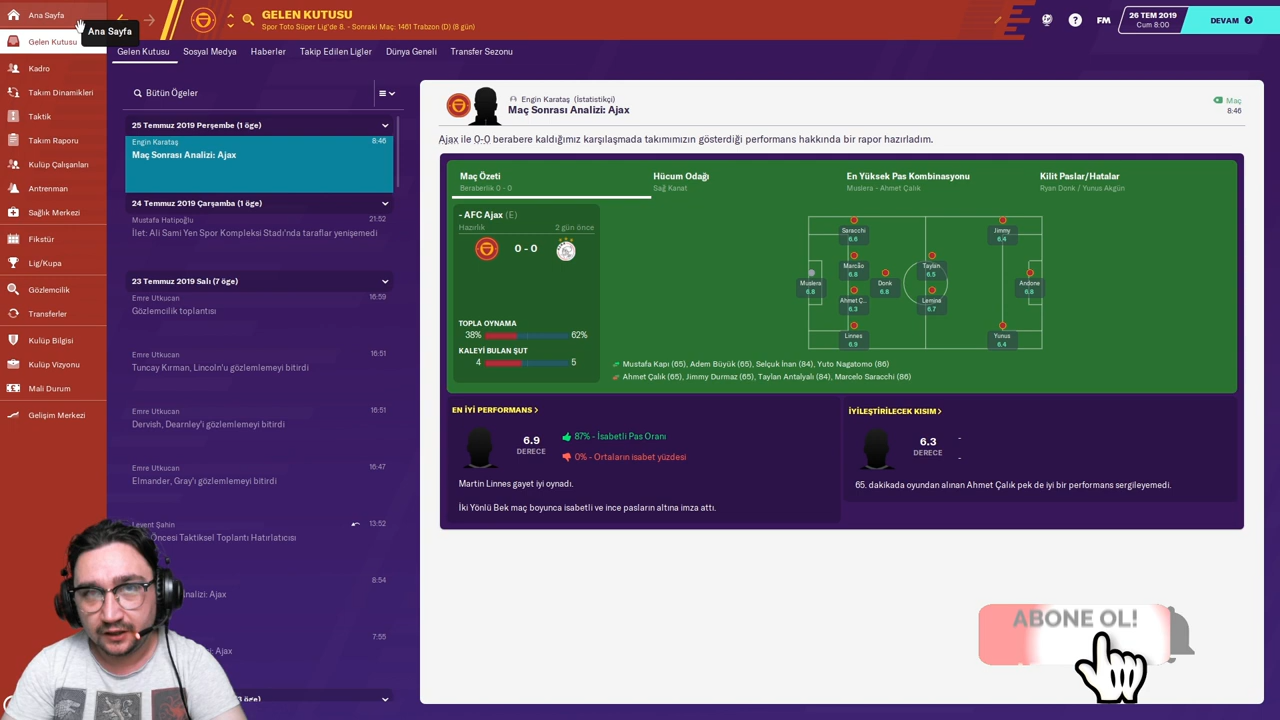 Ana Sayfa
Ana Sayfa
Gelen Kutusu
Kadro
Takım Dinamikleri
Taktik
Takım Raporu
Kulüp Çalışanları
Antrenman
Sağlık Merkezi
Fikstür
Lig/Kupa
Gözlemcilik
Transferler
Kulüp Bilgisi
Kulüp Vizyonu
Mali Durum
Gelişim Merkezi
GELEN KUTUSU
Spor Toto Süper Lig'de 8. - Sonraki Maç: 1461 Trabzon (D) (8 gün)
FM
26 TEM 2019
Cum 8:00
DEVAM
Gelen Kutusu Sosyal Medya Haberler Takip Edilen Ligler Dünya Geneli Transfer Sezonu
Bütün Ögeler
25 Temmuz 2019 Perşembe (1 öge)
Engin Karataş 8:46
Maç Sonrası Analizi: Ajax
24 Temmuz 2019 Çarşamba (1 öge)
Mustafa Hatipoğlu 21:52
İlet: Ali Sami Yen Spor Kompleksi Stadı'nda taraflar yenişemedi
23 Temmuz 2019 Salı (7 öge)
Emre Utkucan 16:59
Gözlemcilik toplantısı
Emre Utkucan 16:51
Tuncay Kırman, Lincoln'u gözlemlemeyi bitirdi
Emre Utkucan 16:51
Dervish, Dearnley'i gözlemlemeyi bitirdi
Emre Utkucan 16:47
Elmander, Gray'i gözlemlemeyi bitirdi
Levent Şahin 13:52
Öncesi Taktiksel Toplantı Hatırlatıcısı
8:54
Ajax
7:55
Ajax
öge)
Engin Karataş (İstatistikçi)
Maç Sonrası Analizi: Ajax
Maç
8:46
Ajax ile 0-0 berabere kaldığımız karşılaşmada takımımızın gösterdiği performans hakkında bir rapor hazırladım.
Maç Özeti Hücum Odağı En Yüksek Pas Kombinasyonu Kilit Paslar/Hatalar
Beraberlik 0 - 0 Sağ Kanat Muslera - Ahmet Çalık Ryan Donk / Yunus Akgün
- AFC Ajax (E)
Hazırlık 2 gün önce
0 - 0
TOPLA OYNAMA
38% 62%
KALEYİ BULAN ŞUT
4 5
Saracchi
6.6
Jimmy
6.4
Marcão
6.8
Taylan
6.5
Muslera
6.8
Donk
6.8
Andone
6.8
Ahmet Ç...
6.3
Lemina
6.7
Linnes
6.9
Yunus
6.4
Mustafa Kapı (65), Adem Büyük (65), Selçuk İnan (84), Yuto Nagatomo (86)
Ahmet Çalık (65), Jimmy Durmaz (65), Taylan Antalyalı (84), Marcelo Saracchi (86)
EN İYİ PERFORMANS
6.9
DERECE
87% - İsabetli Pas Oranı
0% - Ortaların isabet yüzdesi
Martin Linnes gayet iyi oynadı.
İki Yönlü Bek maç boyunca isabetli ve ince pasların altına imza attı.
İYİLEŞTİRİLECEK KISIM
6.3
DERECE
-
-
65. dakikada oyundan alınan Ahmet Çalık pek de iyi bir performans sergileyemedi.
ABONE OL!